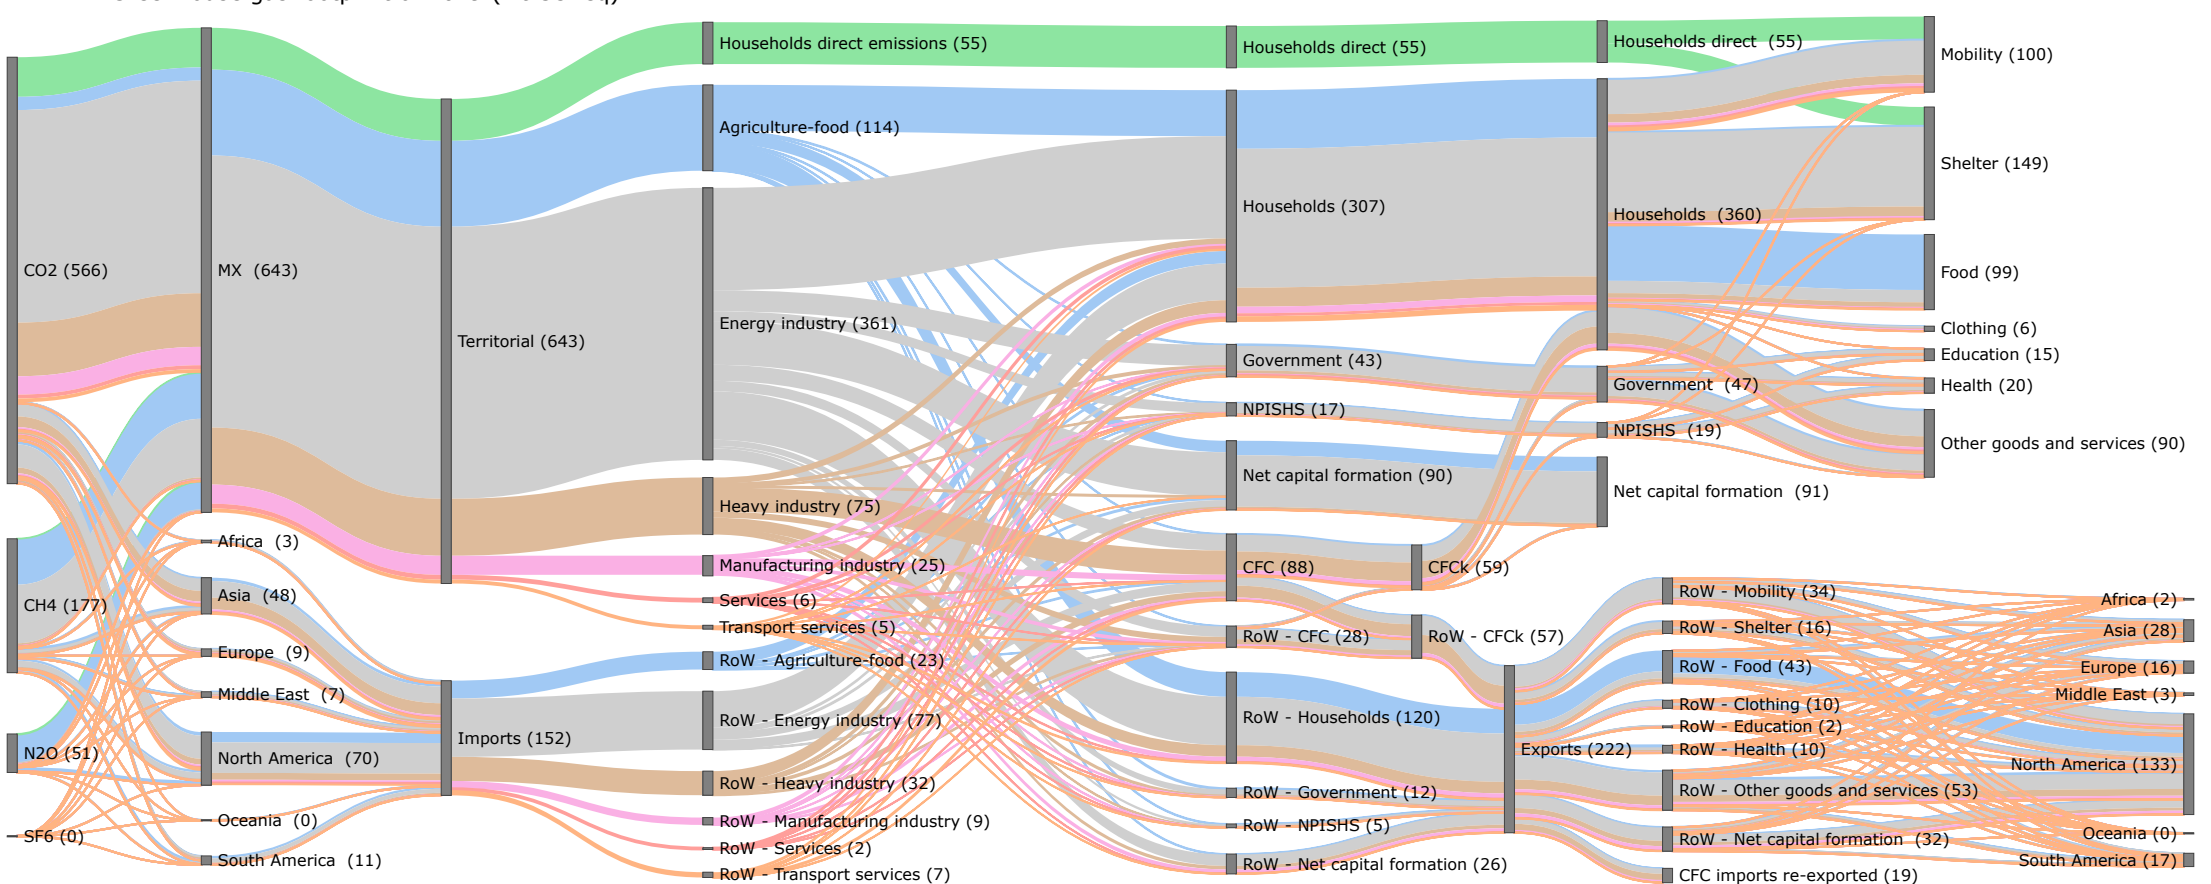 CO2 (566)
CH4 (177)
N2O (51)
SF6 (0)
MX (643)
Africa (3)
Asia (48)
Europe (9)
Middle East (7)
North America (70)
Oceania (0)
South America (11)
Territorial (643)
Imports (152)
Households direct emissions (55)
Agriculture-food (114)
Energy industry (361)
Heavy industry (75)
Manufacturing industry (25)
Services (6)
Transport services (5)
RoW - Agriculture-food (23)
RoW - Energy industry (77)
RoW - Heavy industry (32)
RoW - Manufacturing industry (9)
RoW - Services (2)
RoW - Transport services (7)
Households direct (55)
Households (307)
Government (43)
NPISHS (17)
Net capital formation (90)
CFC (88)
RoW - CFC (28)
RoW - Households (120)
RoW - Government (12)
RoW - NPISHS (5)
RoW - Net capital formation (26)
CFCk (59)
RoW - CFCk (57)
Exports (222)
Households direct (55)
Households (360)
Government (47)
NPISHS (19)
Net capital formation (91)
RoW - Mobility (34)
RoW - Shelter (16)
RoW - Food (43)
RoW - Clothing (10)
RoW - Education (2)
RoW - Health (10)
RoW - Other goods and services (53)
RoW - Net capital formation (32)
CFC imports re-exported (19)
Mobility (100)
Shelter (149)
Food (99)
Clothing (6)
Education (15)
Health (20)
Other goods and services (90)
Africa (2)
Asia (28)
Europe (16)
Middle East (3)
North America (133)
Oceania (0)
South America (17)